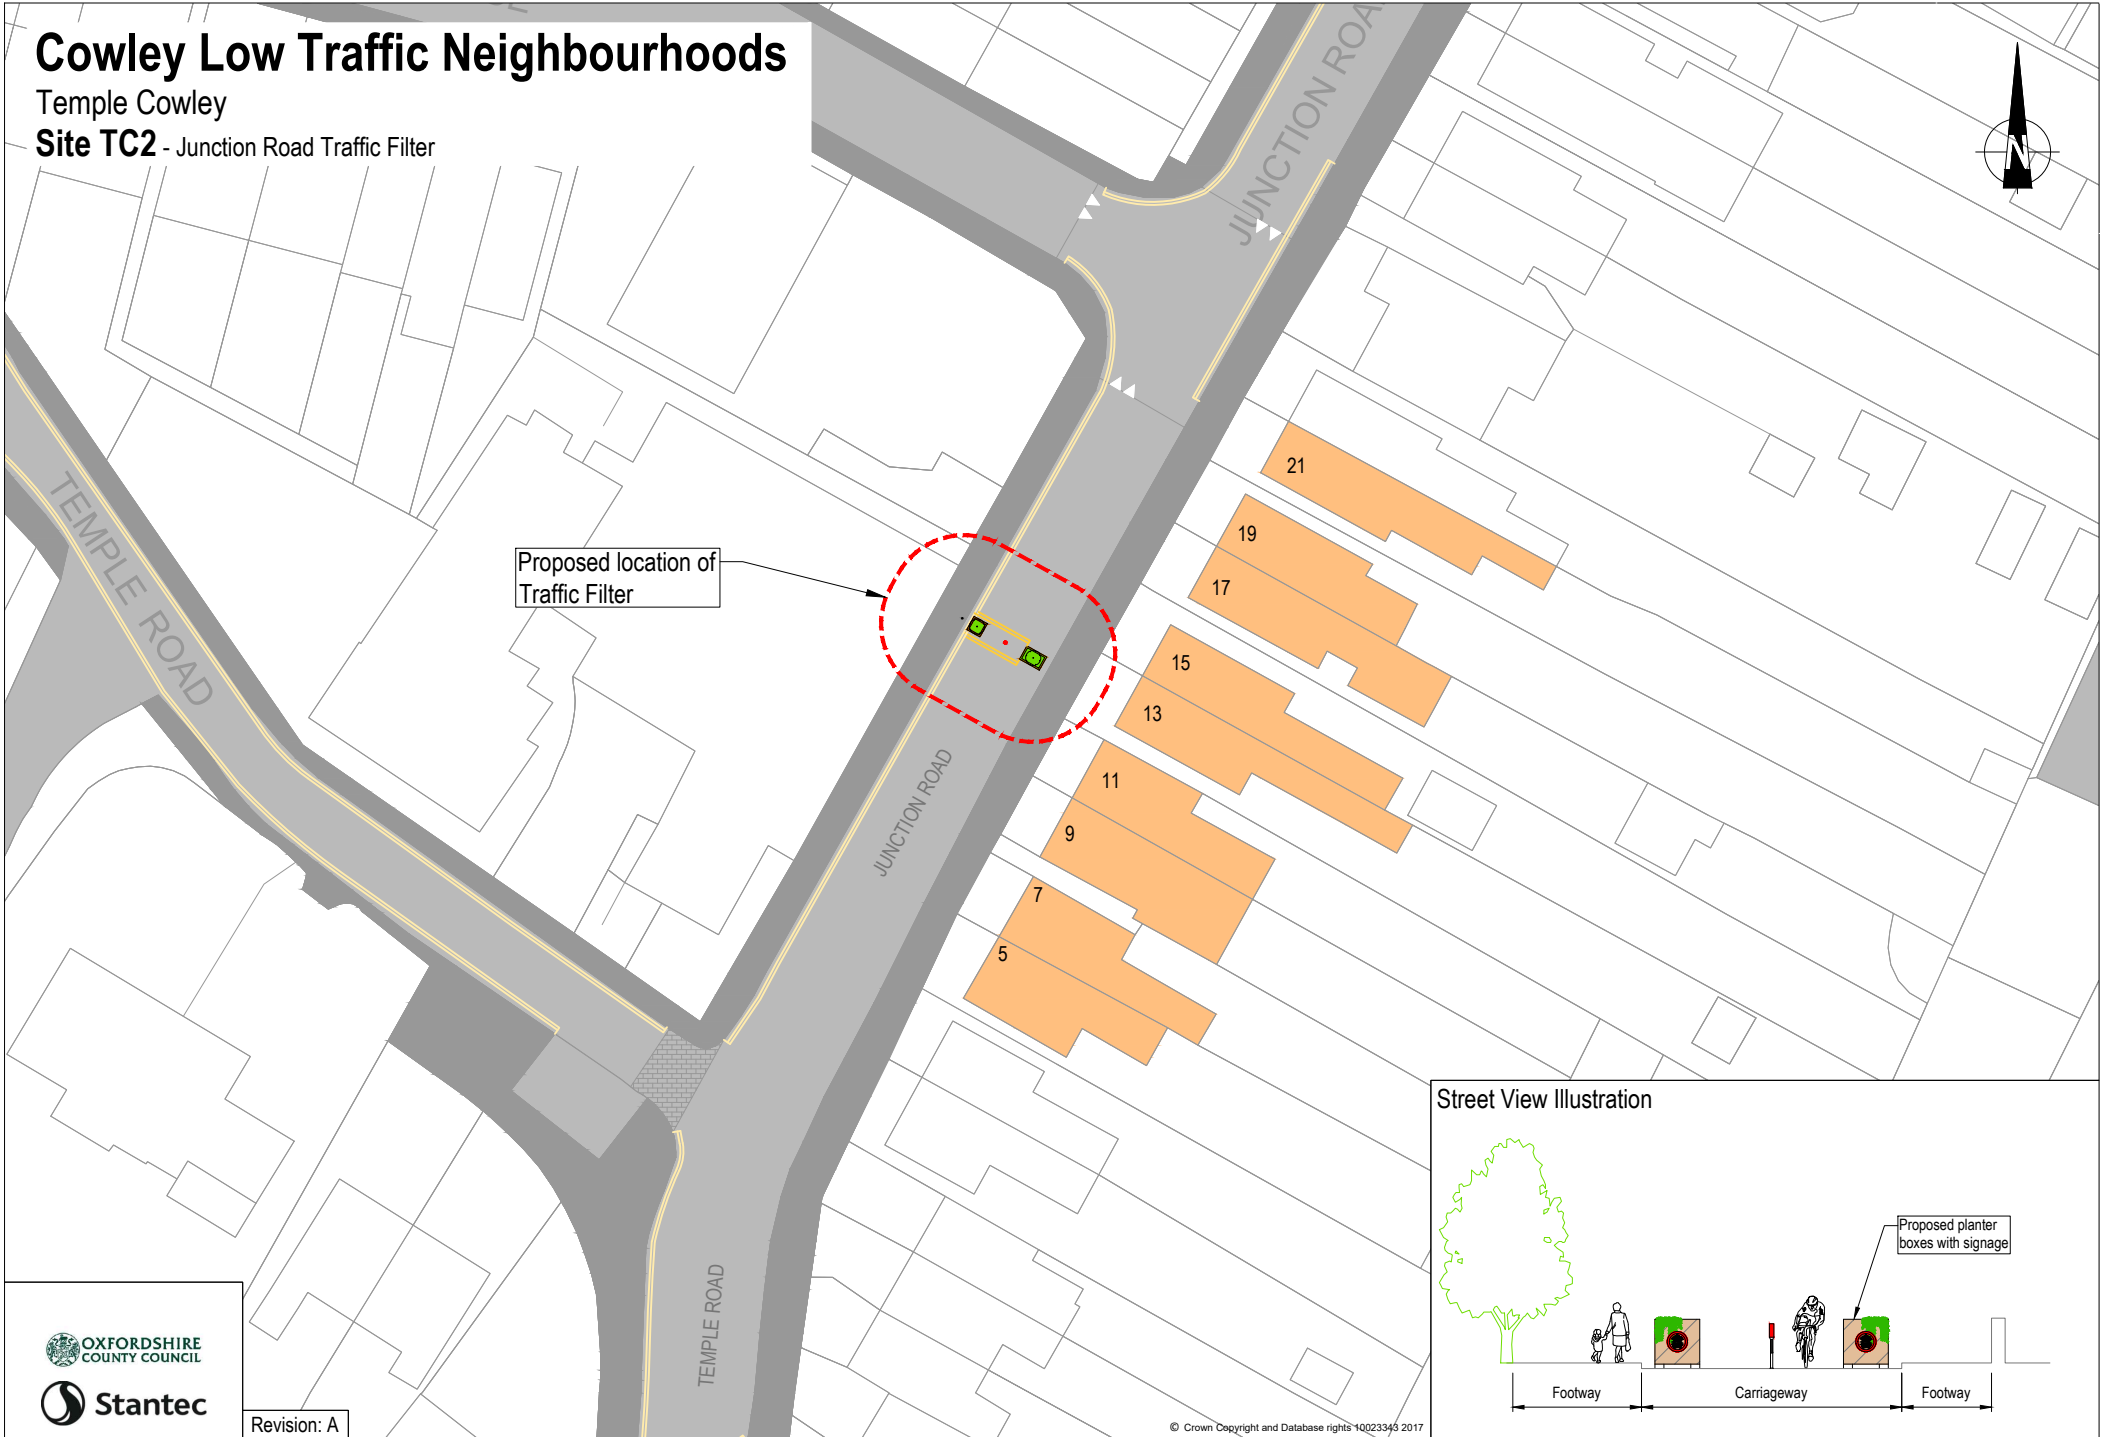 Cowley Low Traffic Neighbourhoods
Temple Cowley
Site TC2 - Junction Road Traffic Filter
JUNCTION ROA
N
TEMPLE ROAD
Proposed location of
Traffic Filter
21
19
17
15
13
11
9
7
5
JUNCTION ROAD
TEMPLE ROAD
Street View Illustration
Proposed planter
boxes with signage
Footway
Carriageway
Footway
OXFORDSHIRE
COUNTY COUNCIL
Stantec
Revision: A
© Crown Copyright and Database rights 10023343 2017